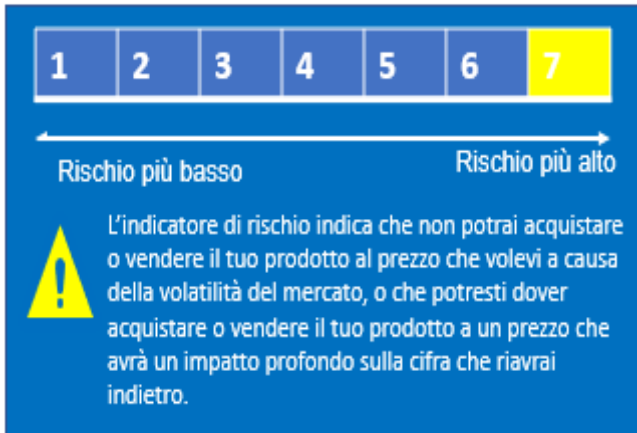 1 2 3 4 5 6 7
Rischio più basso Rischio più alto
L'indicatore di rischio indica che non potrai acquistare
o vendere il tuo prodotto al prezzo che volevi a causa
della volatilità del mercato, o che potresti dover
acquistare o vendere il tuo prodotto a un prezzo che
avrà un impatto profondo sulla cifra che riavrai
indietro.